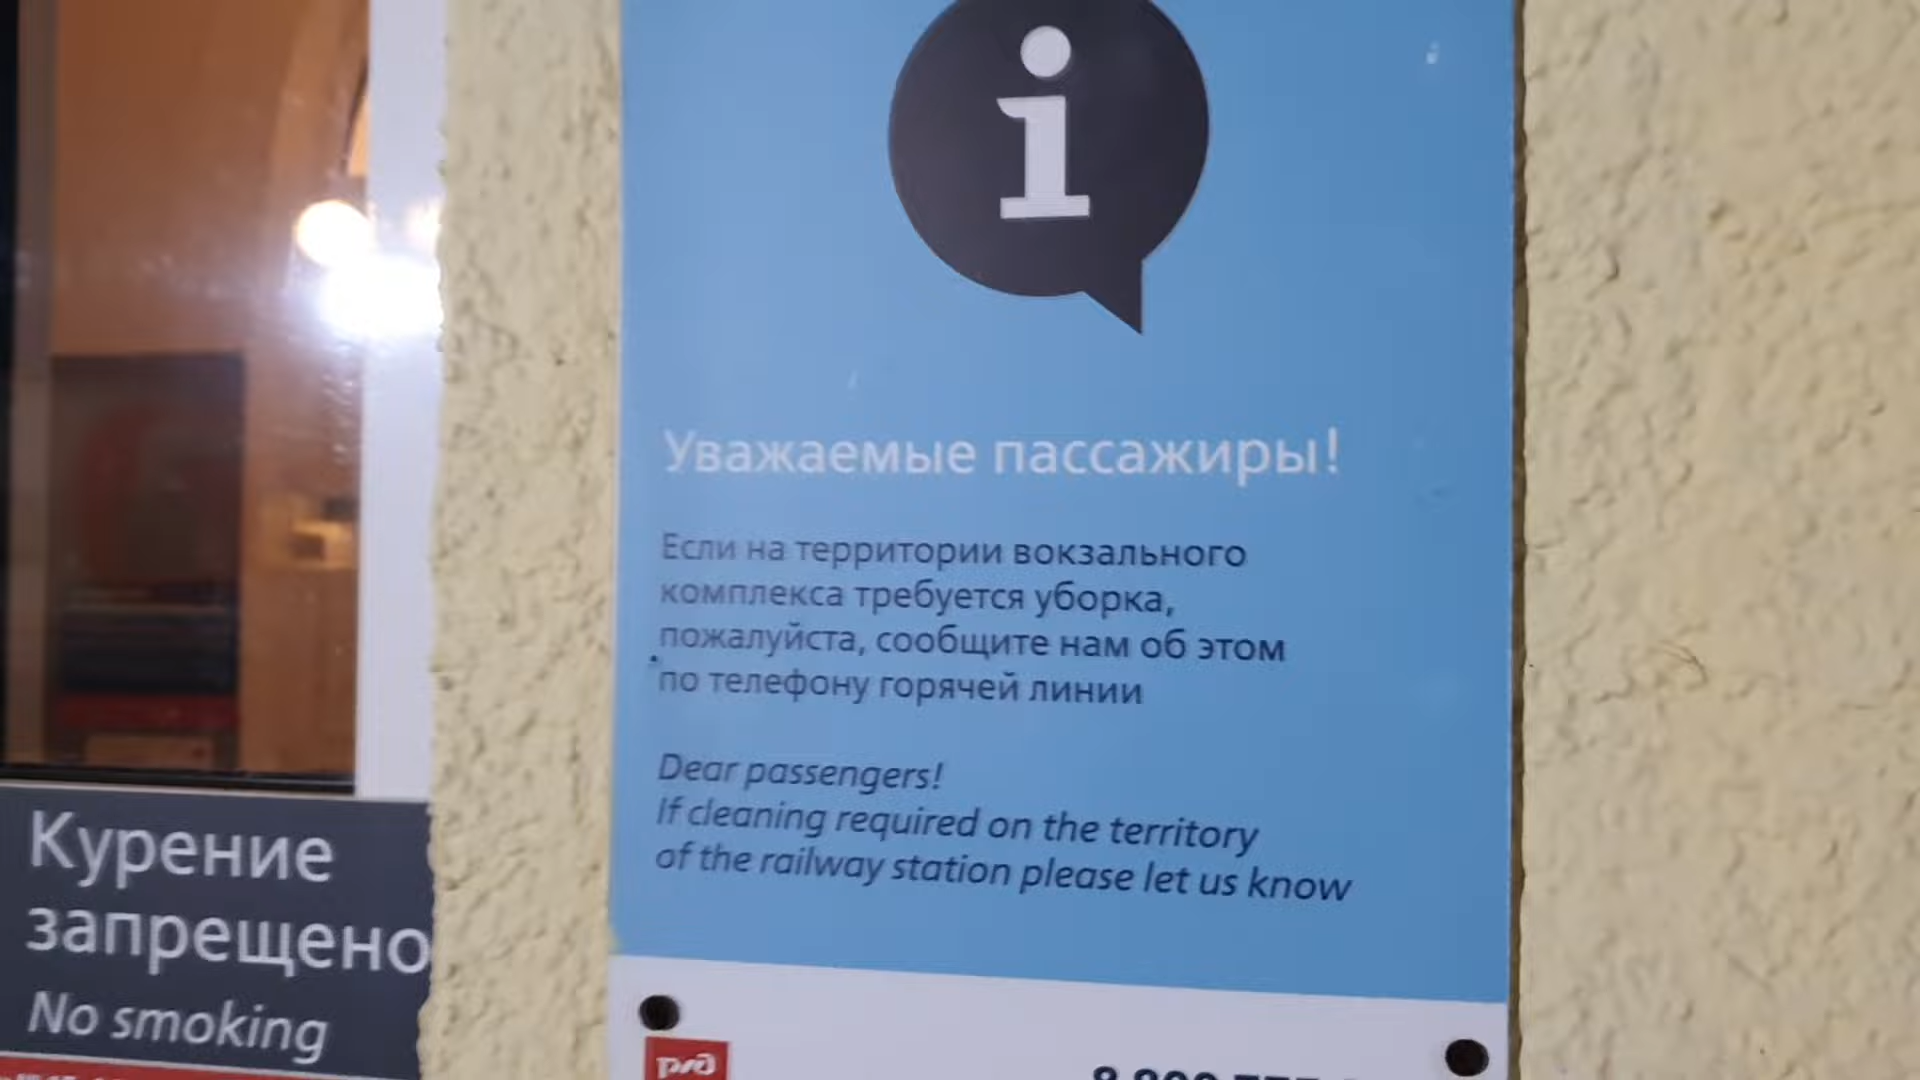 i
Уважаемые пассажиры!
Если на территории вокзального
комплекса требуется уборка,
пожалуйста, сообщите нам об этом
по телефону горячей линии
Dear passengers!
If cleaning required on the territory
of the railway station please let us know
Курение
запрещено
No smoking
ржд